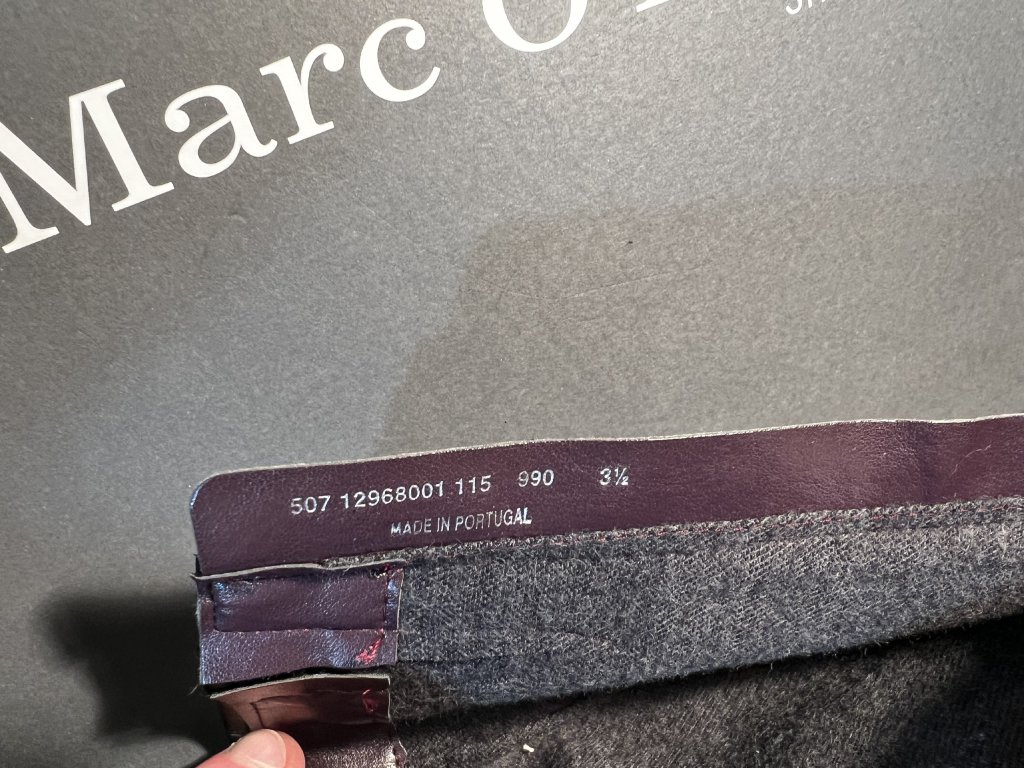 Marc O
507 12968001 115 990 3½
MADE IN PORTUGAL